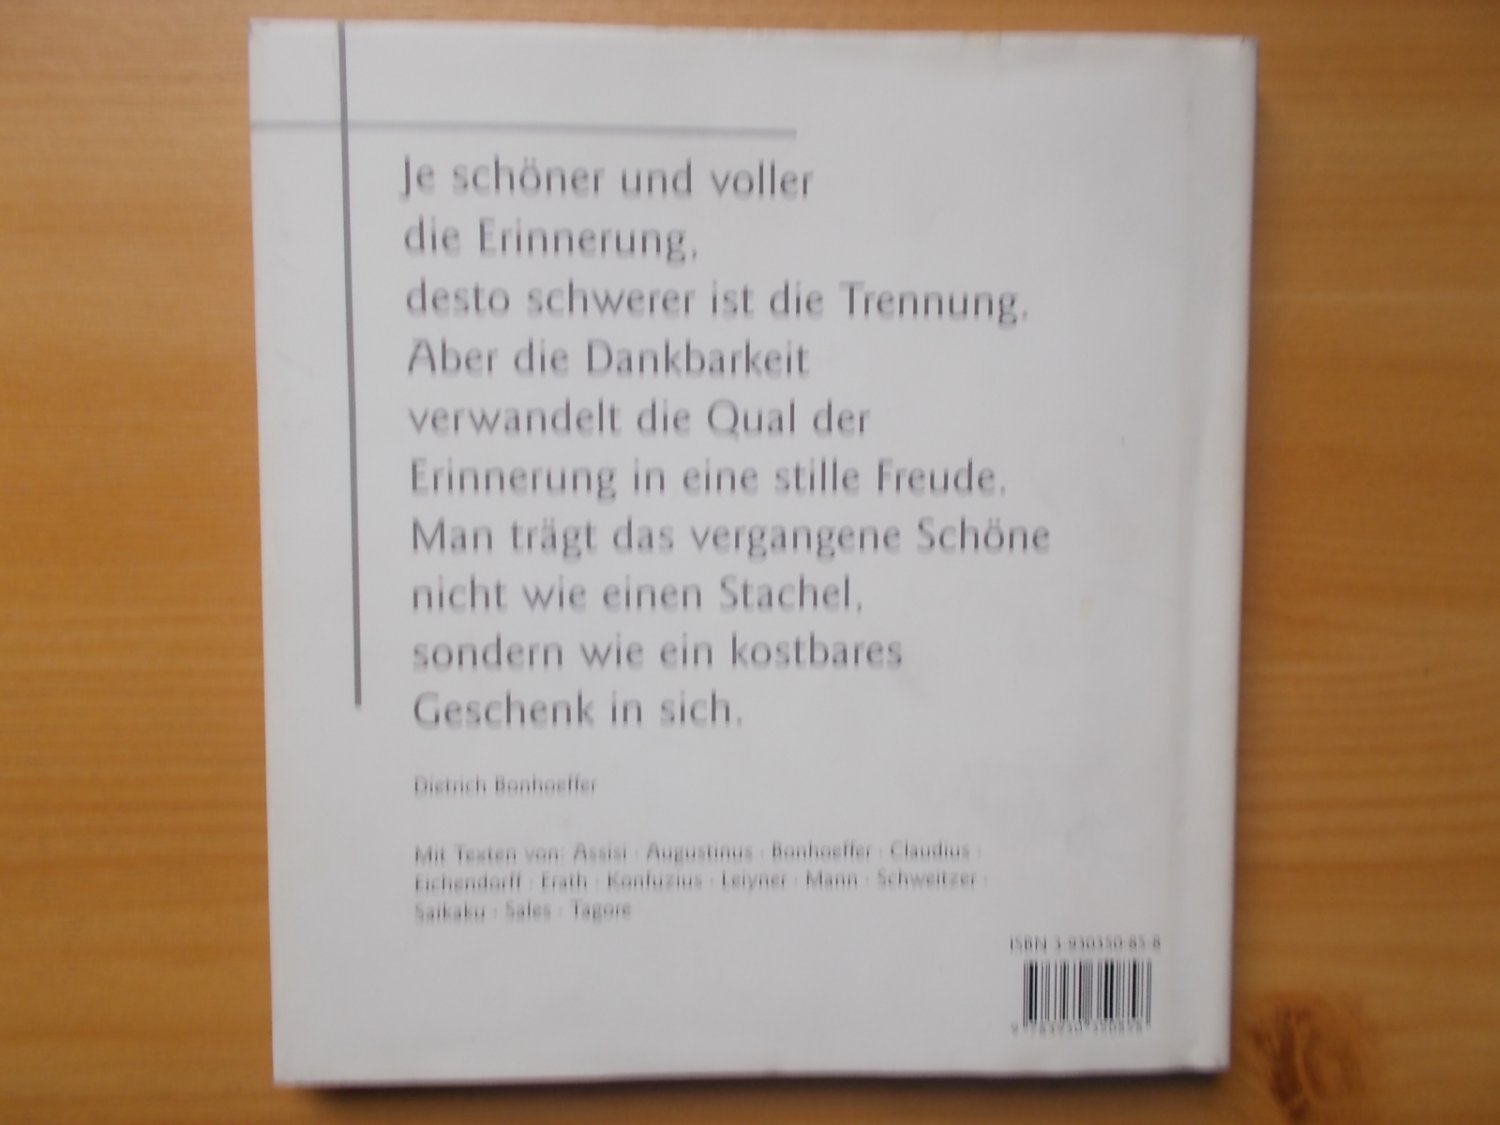 Je schöner und voller
die Erinnerung,
desto schwerer ist die Trennung.
Aber die Dankbarkeit
verwandelt die Qual der
Erinnerung in eine stille Freude.
Man trägt das vergangene Schöne
nicht wie einen Stachel,
sondern wie ein kostbares
Geschenk in sich.
Dietrich Bonhoeffer
Mit Texten von: Assisi · Augustinus · Bonhoeffer · Claudius ·
Eichendorff · Erath · Konfuzius · Leiyner · Mann · Schweitzer ·
Saikaku · Sales · Tagore
ISBN 3-930350-85-8